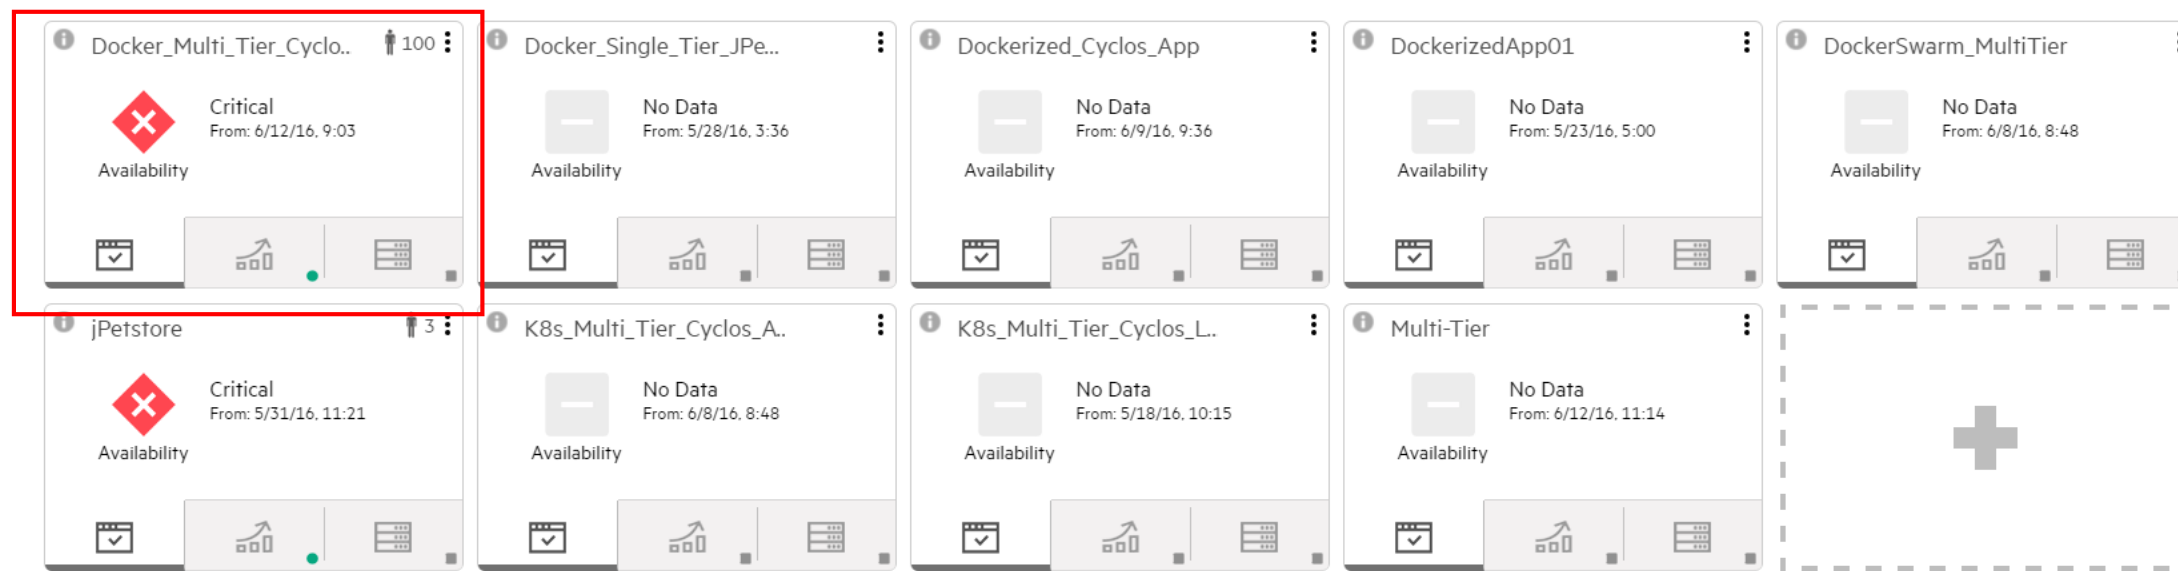 Docker_Multi_Tier_Cyclo.. 100
Critical
From: 6/12/16, 9:03
Availability
Docker_Single_Tier_JPe...
No Data
From: 5/28/16, 3:36
Availability
Dockerized_Cyclos_App
No Data
From: 6/9/16, 9:36
Availability
DockerizedApp01
No Data
From: 5/23/16, 5:00
Availability
DockerSwarm_MultiTier
No Data
From: 6/8/16, 8:48
Availability
jPetstore 3
Critical
From: 5/31/16, 11:21
Availability
K8s_Multi_Tier_Cyclos_A..
No Data
From: 6/8/16, 8:48
Availability
K8s_Multi_Tier_Cyclos_L..
No Data
From: 5/18/16, 10:15
Availability
Multi-Tier
No Data
From: 6/12/16, 11:14
Availability